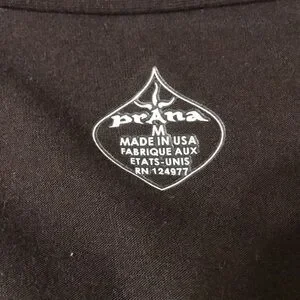 prAna
M
MADE IN USA
FABRIQUE AUX
ETATS-UNIS
RN 124977